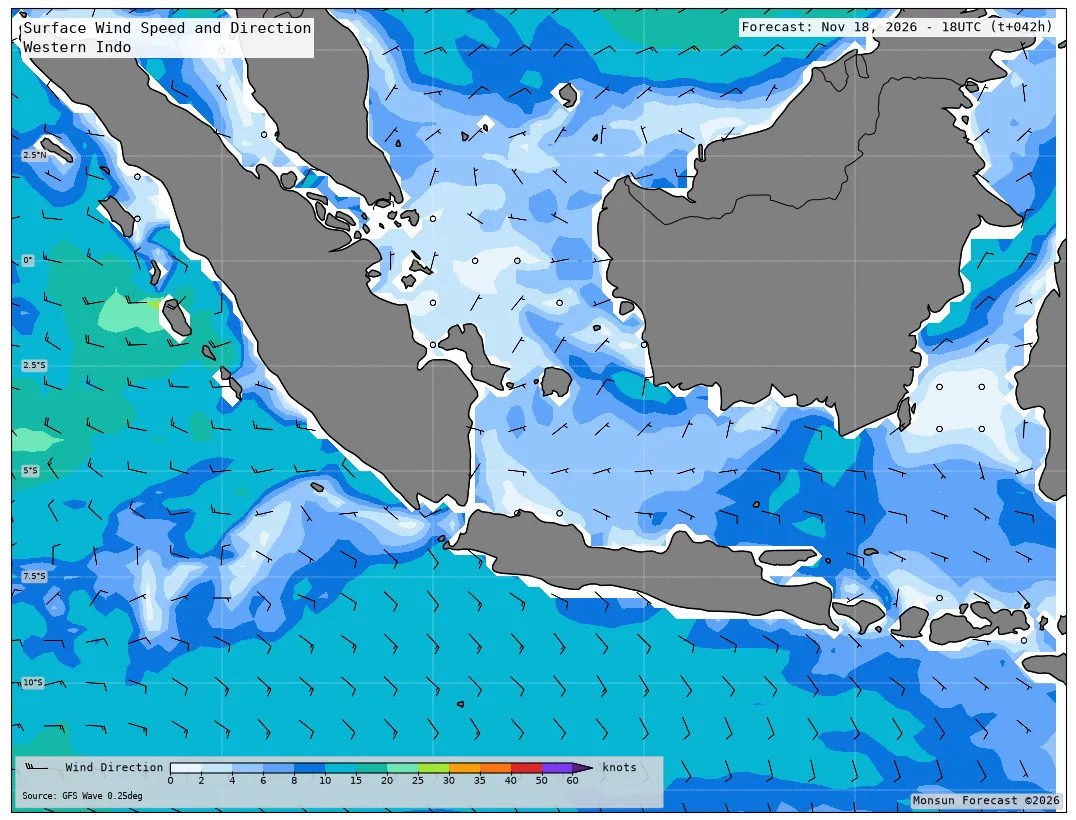 Surface Wind Speed and Direction
Western Indo
Forecast: Nov 18, 2026 - 18UTC (t+042h)
2.5°N
0°
2.5°S
5°S
7.5°S
10°S
Wind Direction
0 2 4 6 8 10 15 20 25 30 35 40 50 60
knots
Source: GFS Wave 0.25deg
Monsun Forecast ©2026